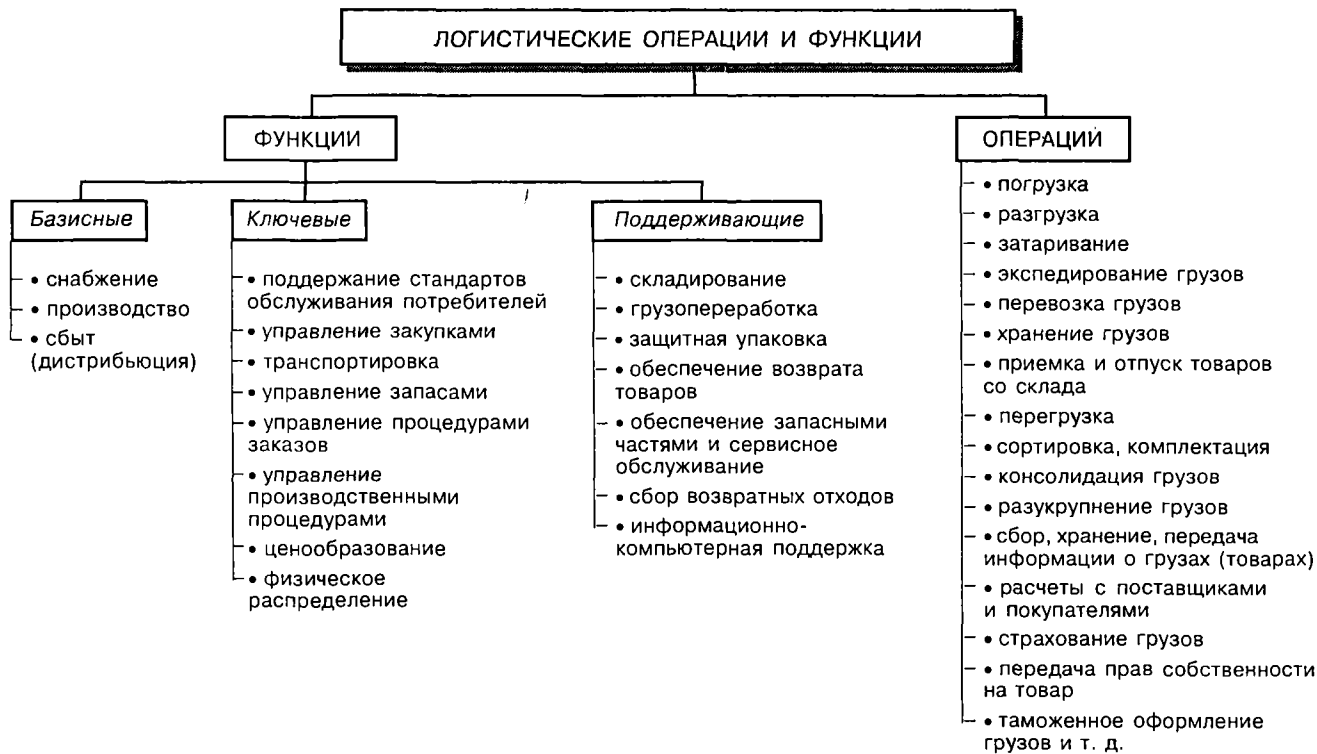 ЛОГИСТИЧЕСКИЕ ОПЕРАЦИИ И ФУНКЦИИ
ФУНКЦИИ
Базисные
• снабжение
• производство
• сбыт
(дистрибьюция)
Ключевые
• поддержание стандартов
обслуживания потребителей
• управление закупками
• транспортировка
• управление запасами
• управление процедурами
заказов
• управление
производственными
процедурами
• ценообразование
• физическое
распределение
Поддерживающие
• складирование
• грузопереработка
• защитная упаковка
• обеспечение возврата
товаров
• обеспечение запасными
частями и сервисное
обслуживание
• сбор возвратных отходов
• информационно-
компьютерная поддержка
ОПЕРАЦИЙ
• погрузка
• разгрузка
• затаривание
• экспедирование грузов
• перевозка грузов
• хранение грузов
• приемка и отпуск товаров
со склада
• перегрузка
• сортировка, комплектация
• консолидация грузов
• разукрупнение грузов
• сбор, хранение, передача
информации о грузах (товарах)
• расчеты с поставщиками
и покупателями
• страхование грузов
• передача прав собственности
на товар
• таможенное оформление
грузов и т. д.